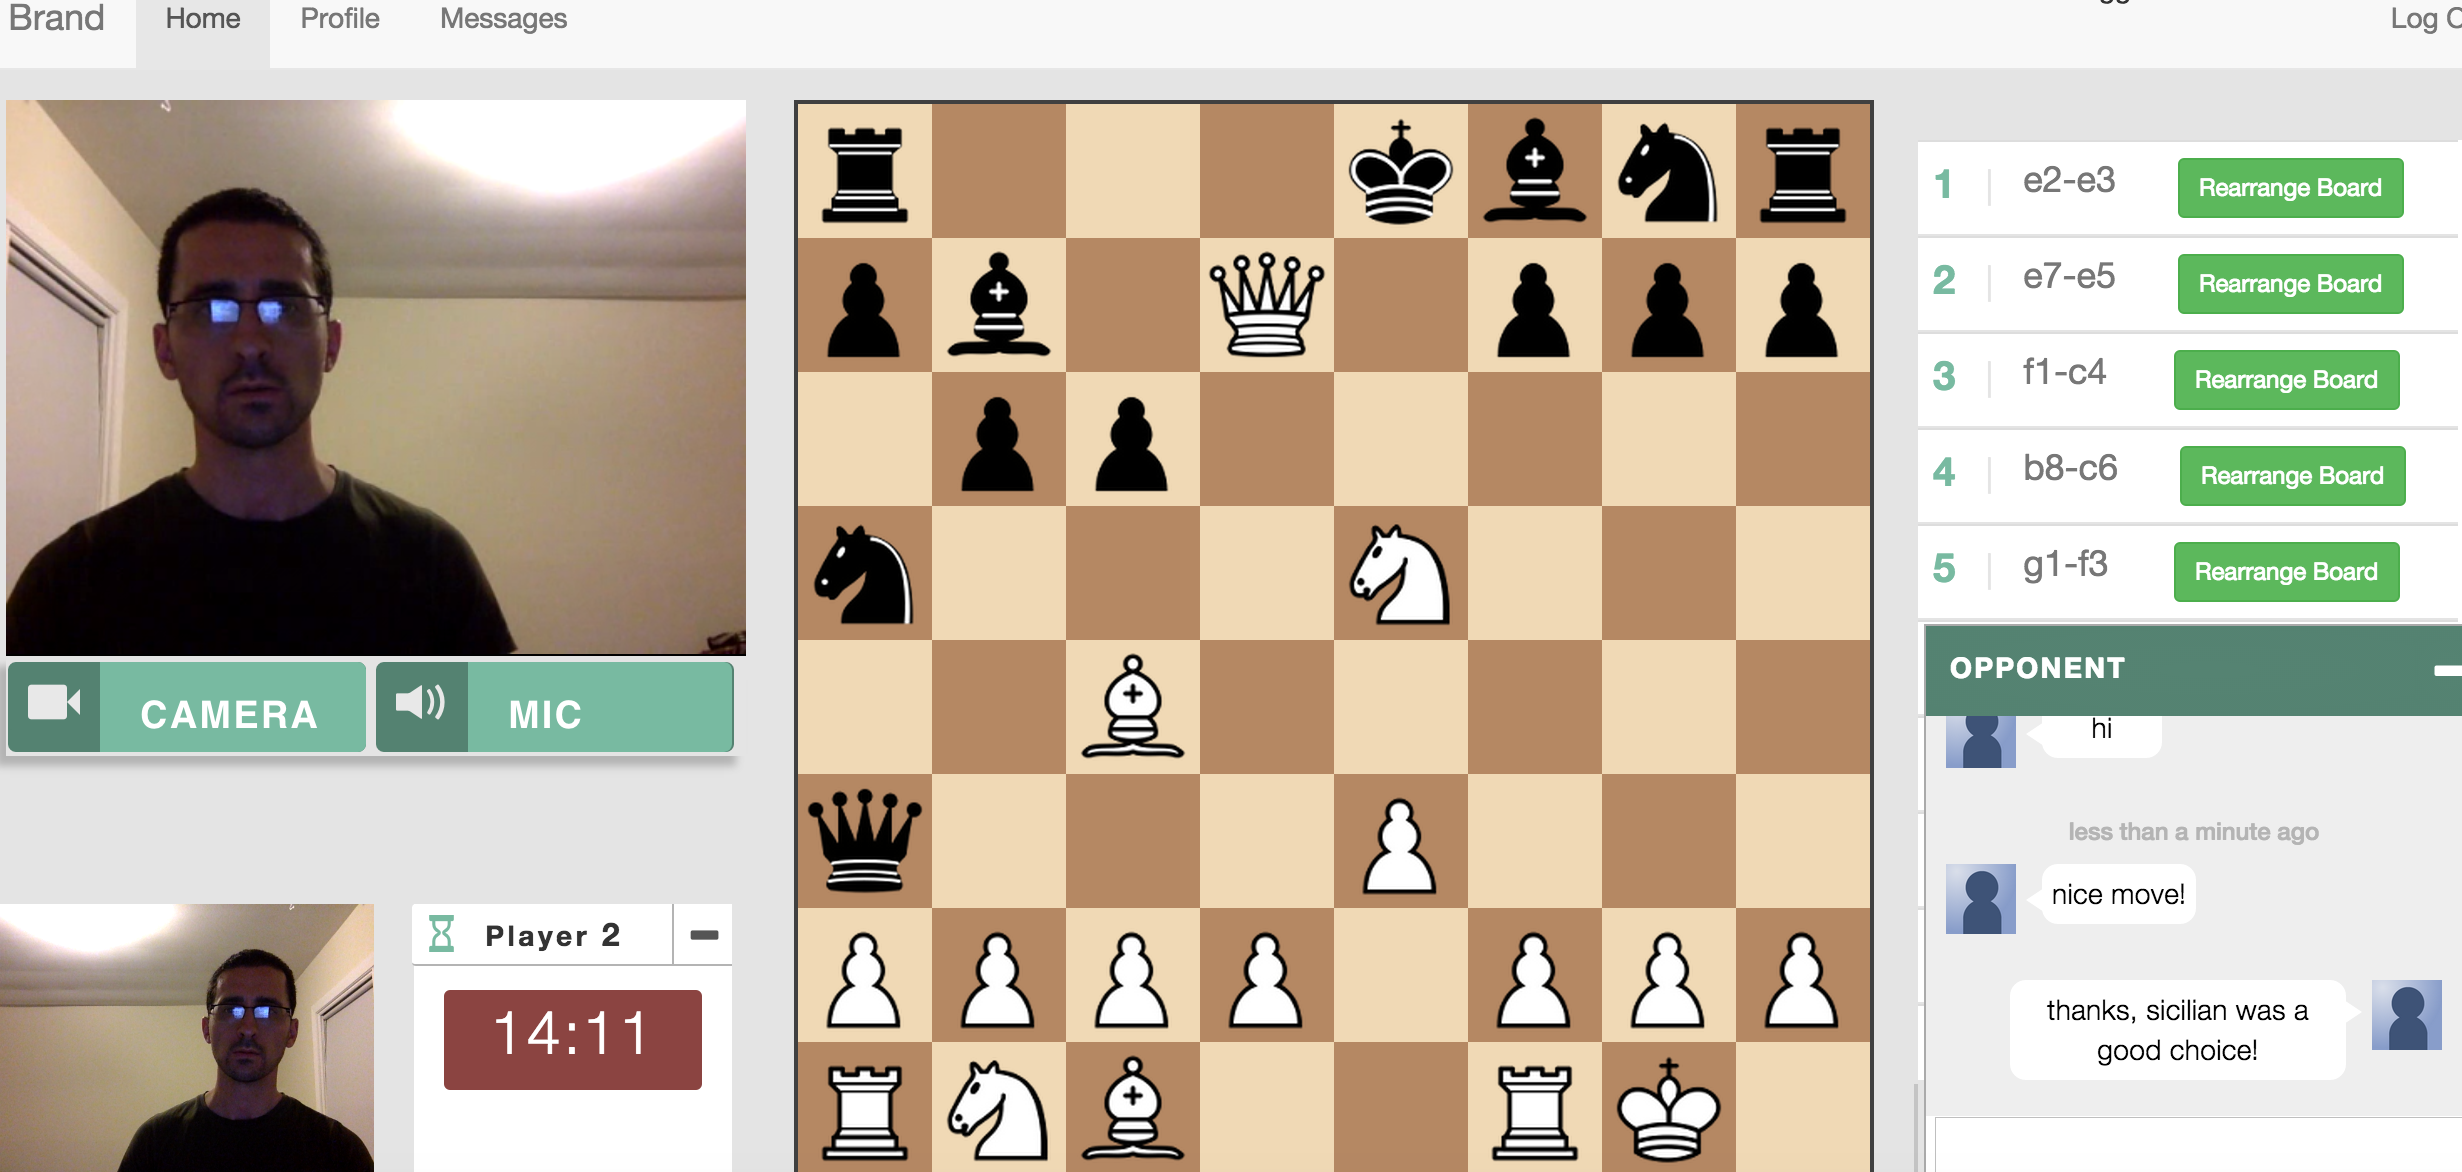 Brand Home Profile Messages
1 e2-e3 Rearrange Board
2 e7-e5 Rearrange Board
3 f1-c4 Rearrange Board
4 b8-c6 Rearrange Board
5 g1-f3 Rearrange Board
CAMERA MIC
Player 2
14:11
OPPONENT
hi
less than a minute ago
nice move!
thanks, sicilian was a
good choice!